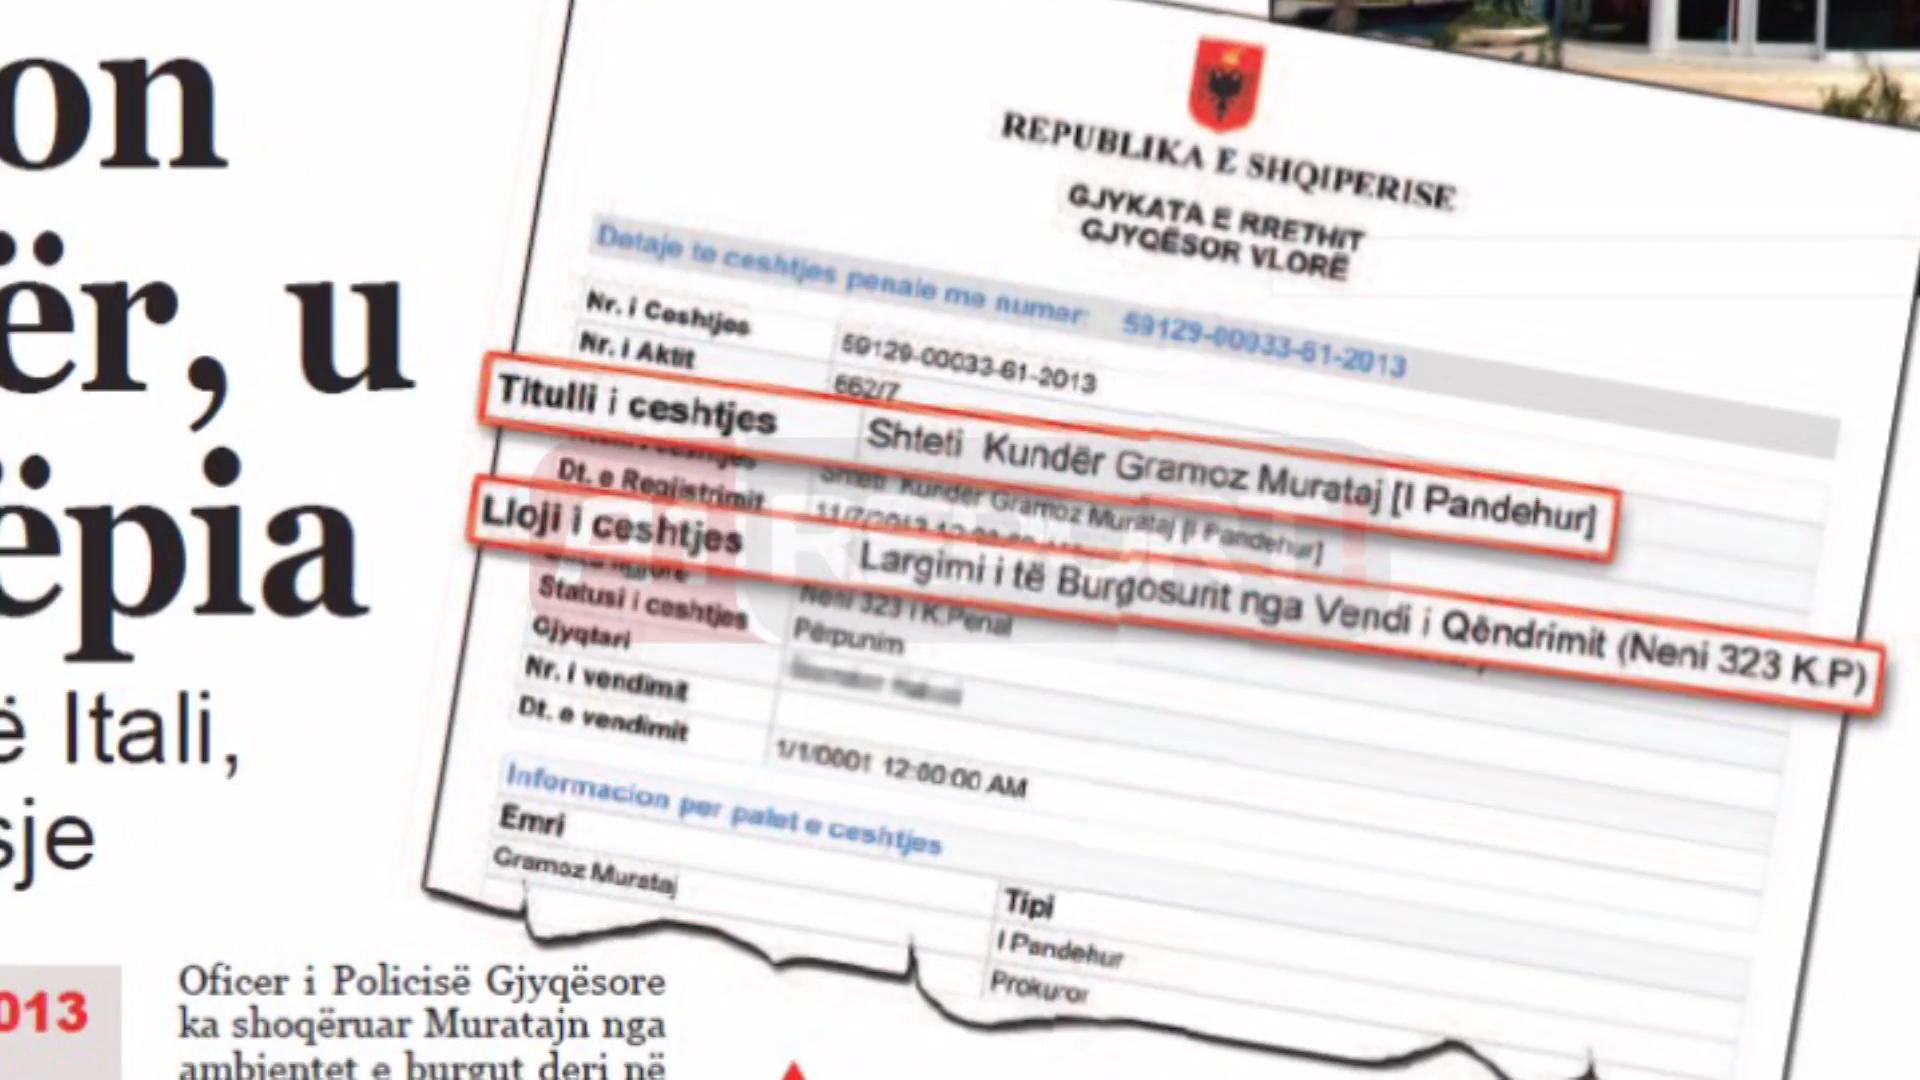 on
ër, u
ëpia
ë Itali,
sje
013
Oficer i Policisë Gjyqësore
ka shoqëruar Muratajn nga
ambientet e burgut deri në
REPUBLIKA E SHQIPERISE
GJYKATA E RRETHIT
GJYQËSOR VLORË
Detaje te ceshtjes penale me numer: 59129-00033-61-2013
Nr. i Ceshtjes 59129-00033-61-2013
Nr. i Aktit 662/7
Titulli i ceshtjes Shteti Kundër Gramoz Murataj [I Pandehur]
Shteti Kundër Gramoz Murataj [I Pandehur]
Dt. e Regjistrimit 11/7/2013
Lloji i ceshtjes Largimi i të Burgosurit nga Vendi i Qëndrimit (Neni 323 K.P)
Neni 323 i K.Penal
Statusi i ceshtjes Përpunim
Gjyqtari
Nr. i vendimit
Dt. e vendimit 1/1/0001 12:00:00 AM
Informacion per palet e ceshtjes
Emri Tipi
Gramoz Murataj I Pandehur
Prokuror